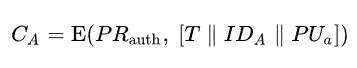 C_A = E(PR_auth, [T ∥ ID_A ∥ PU_a])